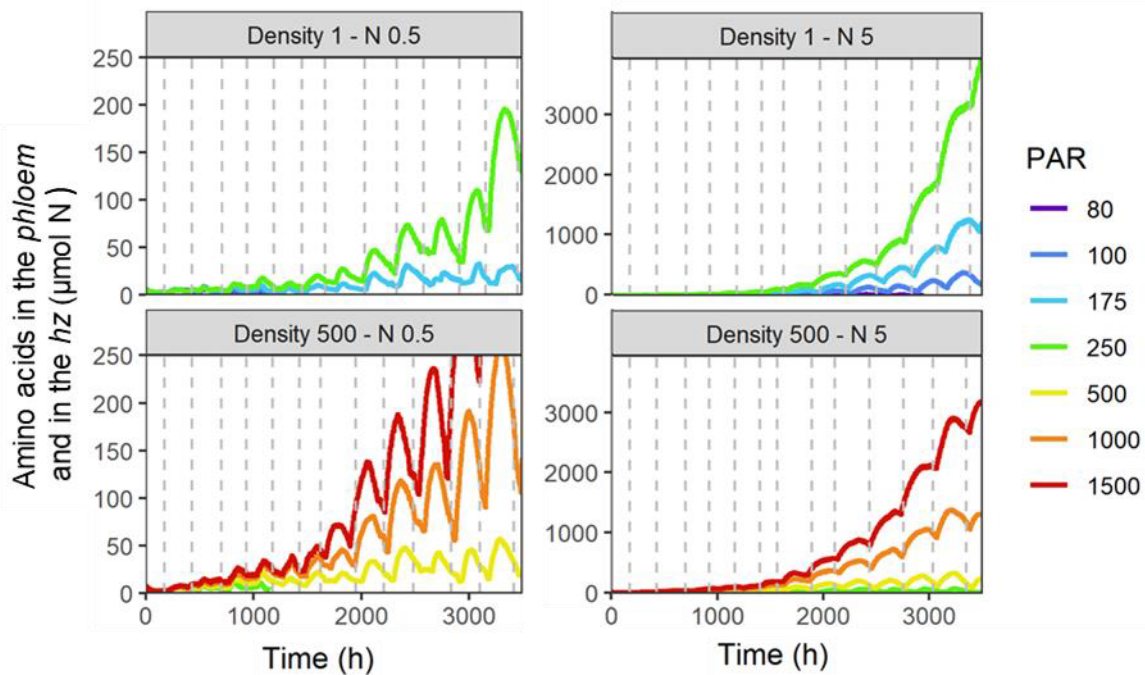 Density 1 - N 0.5
Density 1 - N 5
250
200
150
100
50
0
3000
2000
1000
0
Density 500 - N 0.5
Density 500 - N 5
250
200
150
100
50
0
3000
2000
1000
0
0 1000 2000 3000
0 1000 2000 3000
Time (h)
Time (h)
Amino acids in the phloem
and in the hz (µmol N)
PAR
80
100
175
250
500
1000
1500